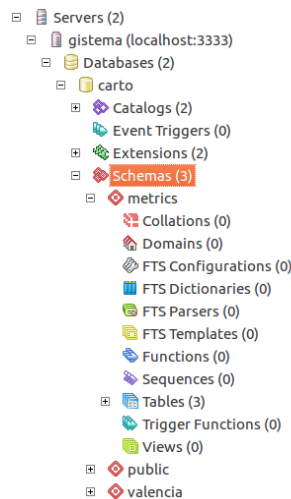 Servers (2)
gistema (localhost:3333)
Databases (2)
carto
Catalogs (2)
Event Triggers (0)
Extensions (2)
Schemas (3)
metrics
Collations (0)
Domains (0)
FTS Configurations (0)
FTS Dictionaries (0)
FTS Parsers (0)
FTS Templates (0)
Functions (0)
Sequences (0)
Tables (3)
Trigger Functions (0)
Views (0)
public
valencia